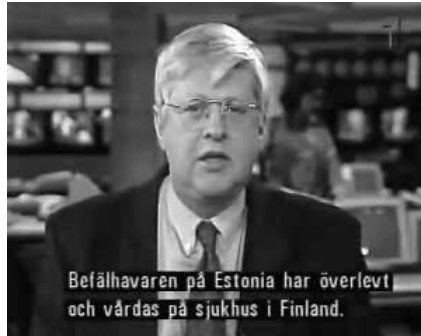 Befälhavaren på Estonia har överlevt
och vårdas på sjukhus i Finland.